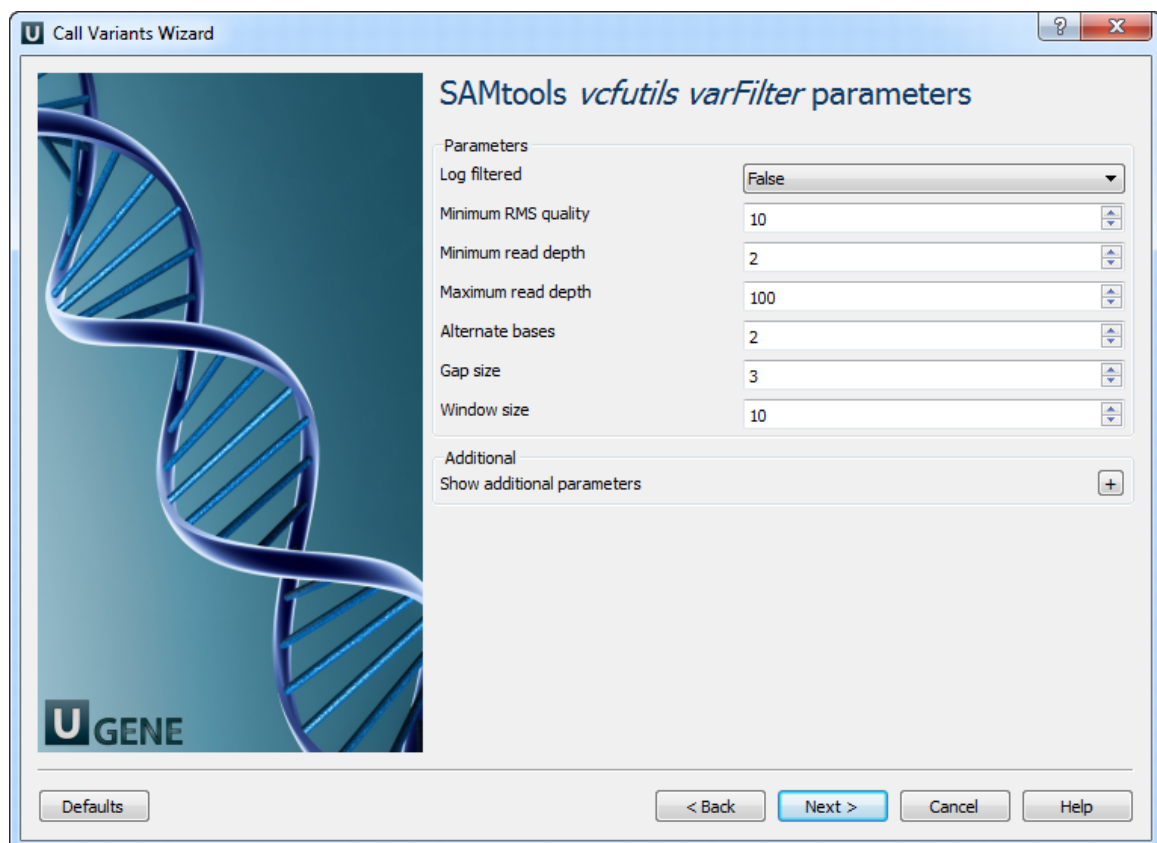 U Call Variants Wizard
SAMtools vcfutils varFilter parameters
Parameters
Log filtered False
Minimum RMS quality 10
Minimum read depth 2
Maximum read depth 100
Alternate bases 2
Gap size 3
Window size 10
Additional
Show additional parameters +
U GENE
Defaults < Back Next > Cancel Help